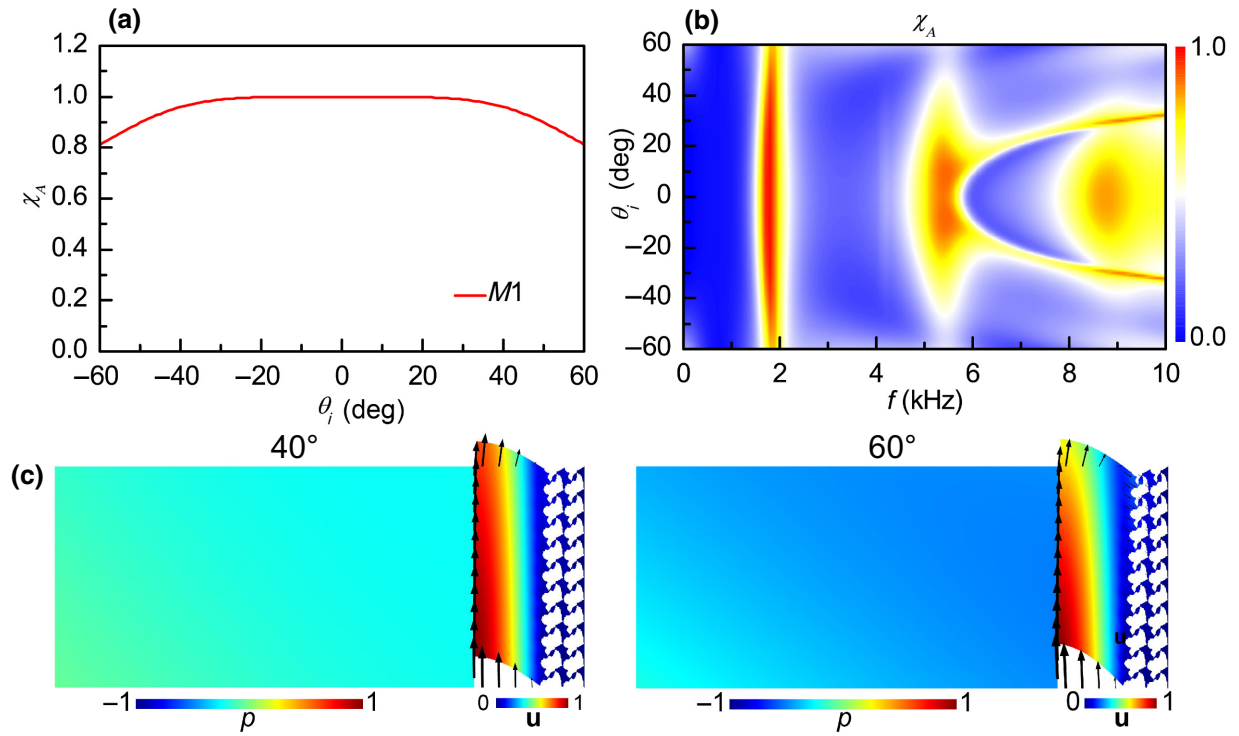 (a)
1.2
1.0
0.8
0.6
0.4
0.2
0.0
χA
M1
–60 –40 –20 0 20 40 60
θi (deg)
(b)
χA
60
40
20
0
–20
–40
–60
θi (deg)
0 2 4 6 8 10
f (kHz)
1.0
0.0
(c)
40°
–1 1
p
0 1
u
60°
u
–1 1
p
0 1
u